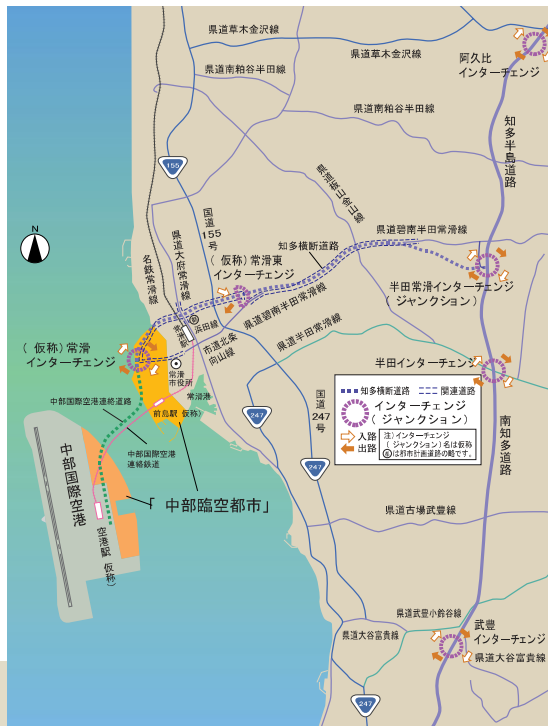 県道草木金沢線
県道草木金沢線
県道南粕谷半田線
県道南粕谷半田線
阿久比
インターチェンジ
知多半島道路
155
県道板山金山線
国道155号
県道碧南半田常滑線
N
県道大府常滑線
名鉄常滑線
知多横断道路
(仮称)常滑東
インターチェンジ
半田常滑インターチェンジ
(ジャンクション)
県道碧南半田常滑線
浜田線
市道北条
向山線
常滑駅
県道半田常滑線
(仮称)常滑
インターチェンジ
常滑
市役所
半田インターチェンジ
中部国際空港連絡道路
常滑港
前島駅(仮称)
247
国道247号
知多横断道路
関連道路
インターチェンジ
(ジャンクション)
入路
出路
注)インターチェンジ
(ジャンクション)名は仮称
都は都市計画道路の略です。
南知多道路
中部国際空港
連絡鉄道
中部国際空港
247
「中部臨空都市」
空港駅(仮称)
県道古場武豊線
県道武豊小鈴谷線
県道大谷富貴線
武豊
インターチェンジ
県道大谷富貴線
247